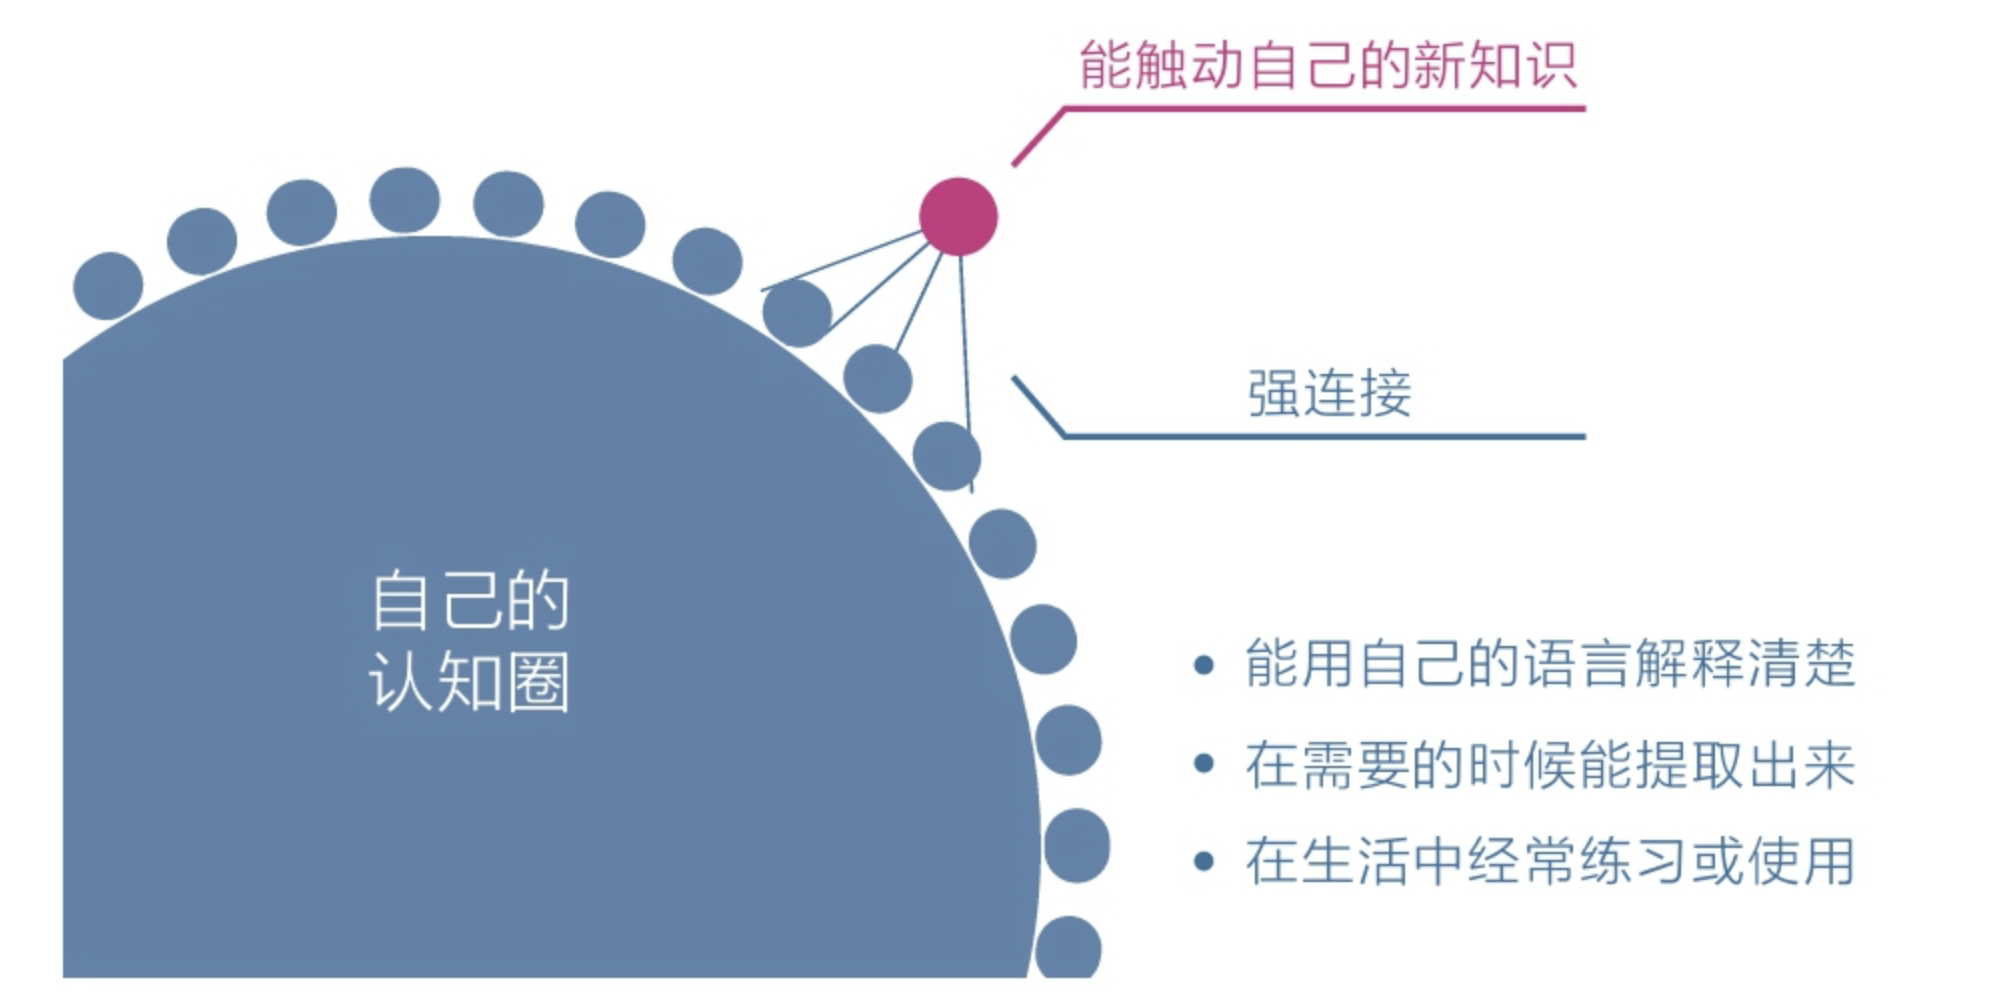 能触动自己的新知识
强连接
自己的
认知圈
能用自己的语言解释清楚
在需要的时候能提取出来
在生活中经常练习或使用